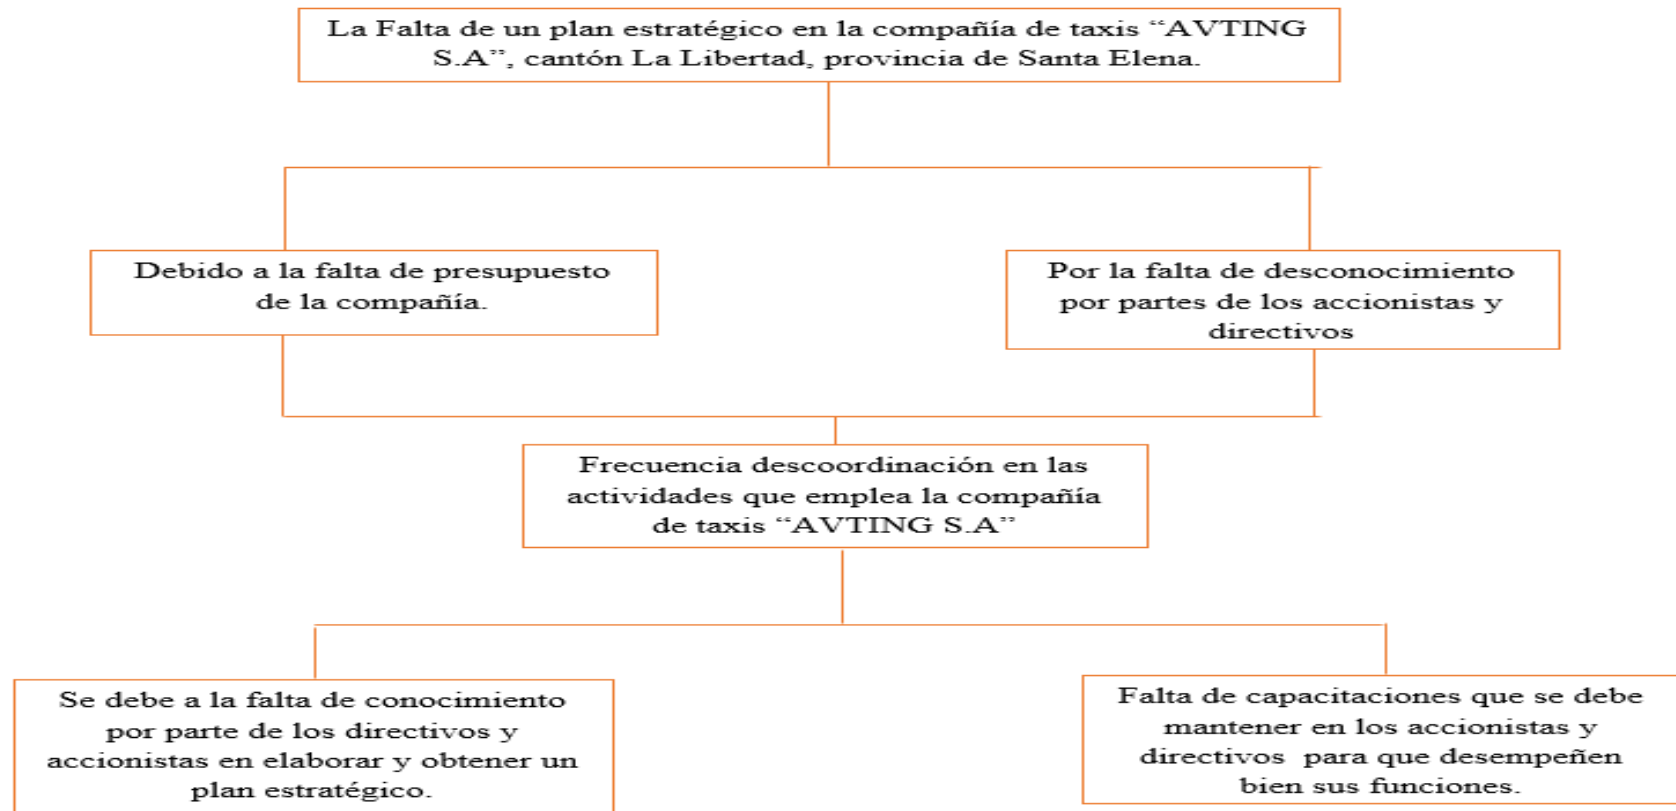 La Falta de un plan estratégico en la compañía de taxis “AVTING
S.A”, cantón La Libertad, provincia de Santa Elena.
Debido a la falta de presupuesto
de la compañía.
Por la falta de desconocimiento
por partes de los accionistas y
directivos
Frecuencia descoordinación en las
actividades que emplea la compañía
de taxis “AVTING S.A”
Se debe a la falta de conocimiento
por parte de los directivos y
accionistas en elaborar y obtener un
plan estratégico.
Falta de capacitaciones que se debe
mantener en los accionistas y
directivos para que desempeñen
bien sus funciones.